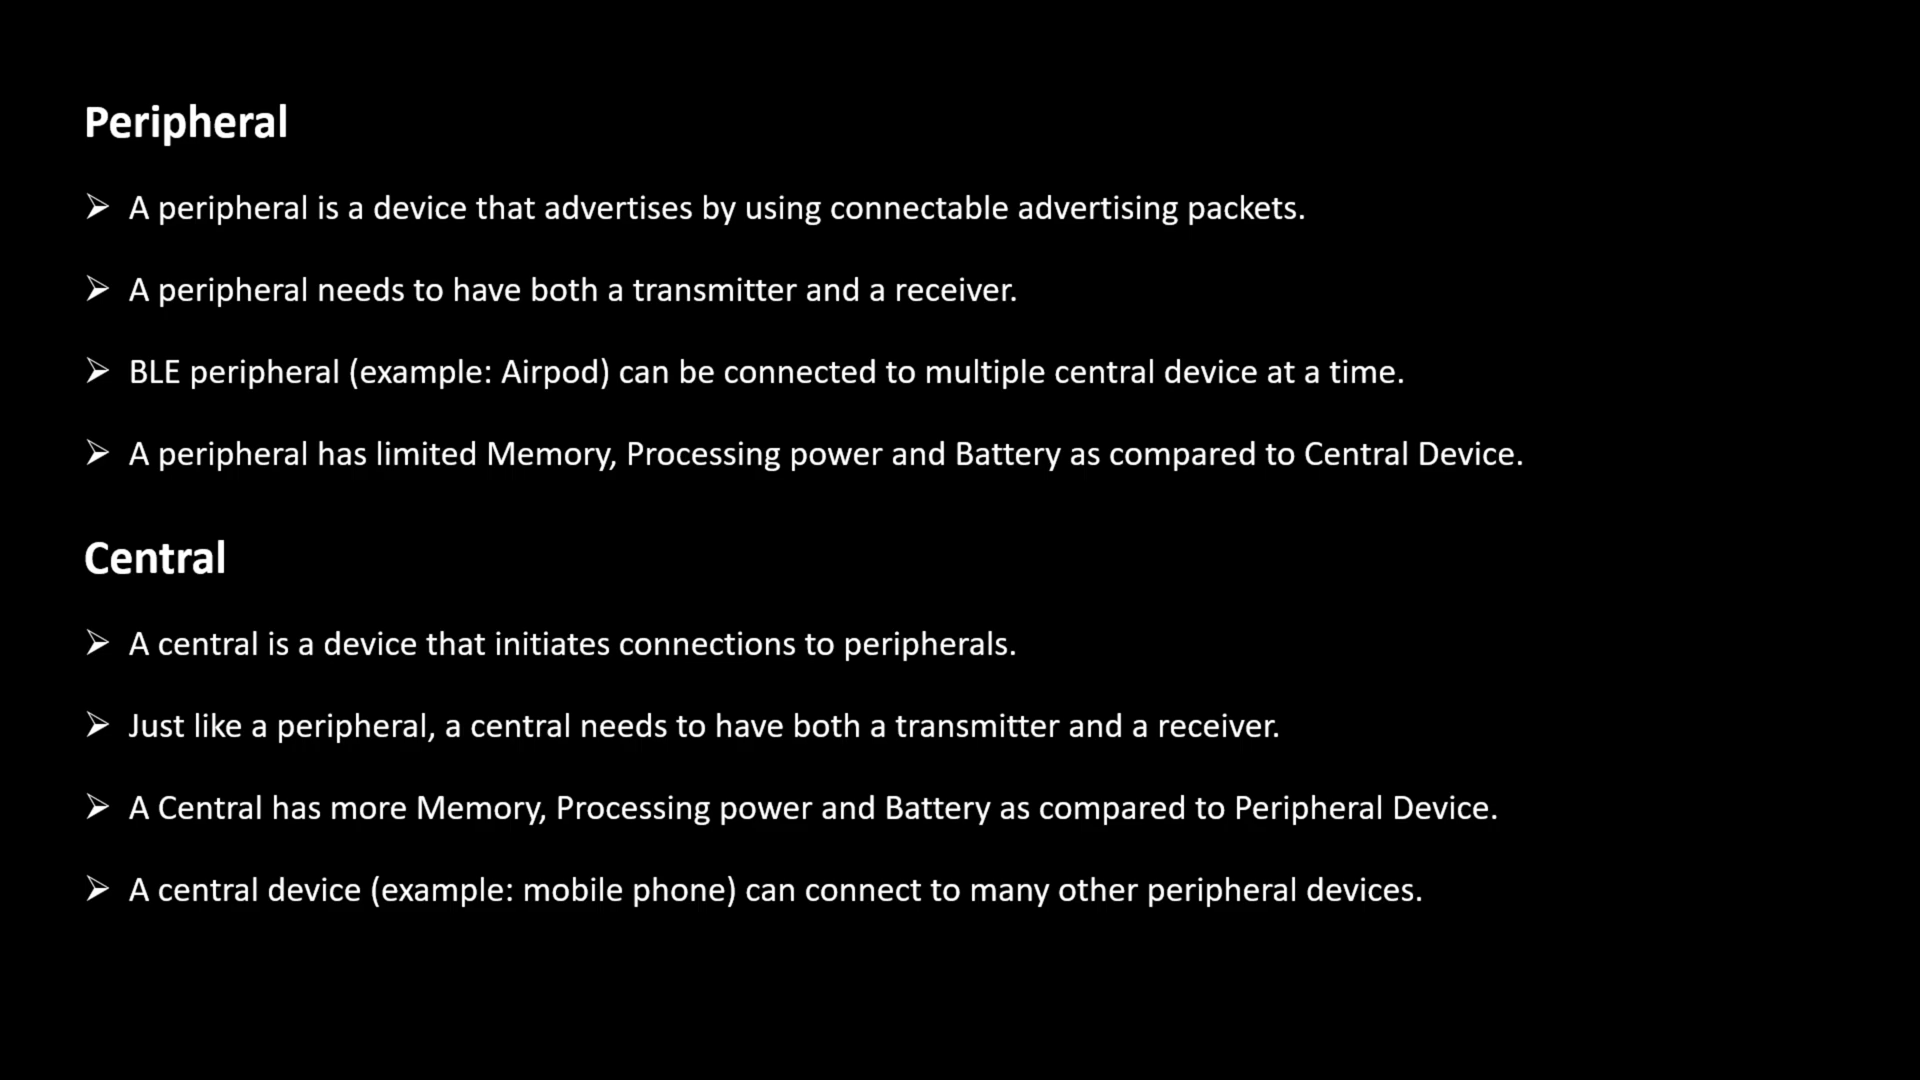 Peripheral
➢ A peripheral is a device that advertises by using connectable advertising packets.
➢ A peripheral needs to have both a transmitter and a receiver.
➢ BLE peripheral (example: Airpod) can be connected to multiple central device at a time.
➢ A peripheral has limited Memory, Processing power and Battery as compared to Central Device.
Central
➢ A central is a device that initiates connections to peripherals.
➢ Just like a peripheral, a central needs to have both a transmitter and a receiver.
➢ A Central has more Memory, Processing power and Battery as compared to Peripheral Device.
➢ A central device (example: mobile phone) can connect to many other peripheral devices.